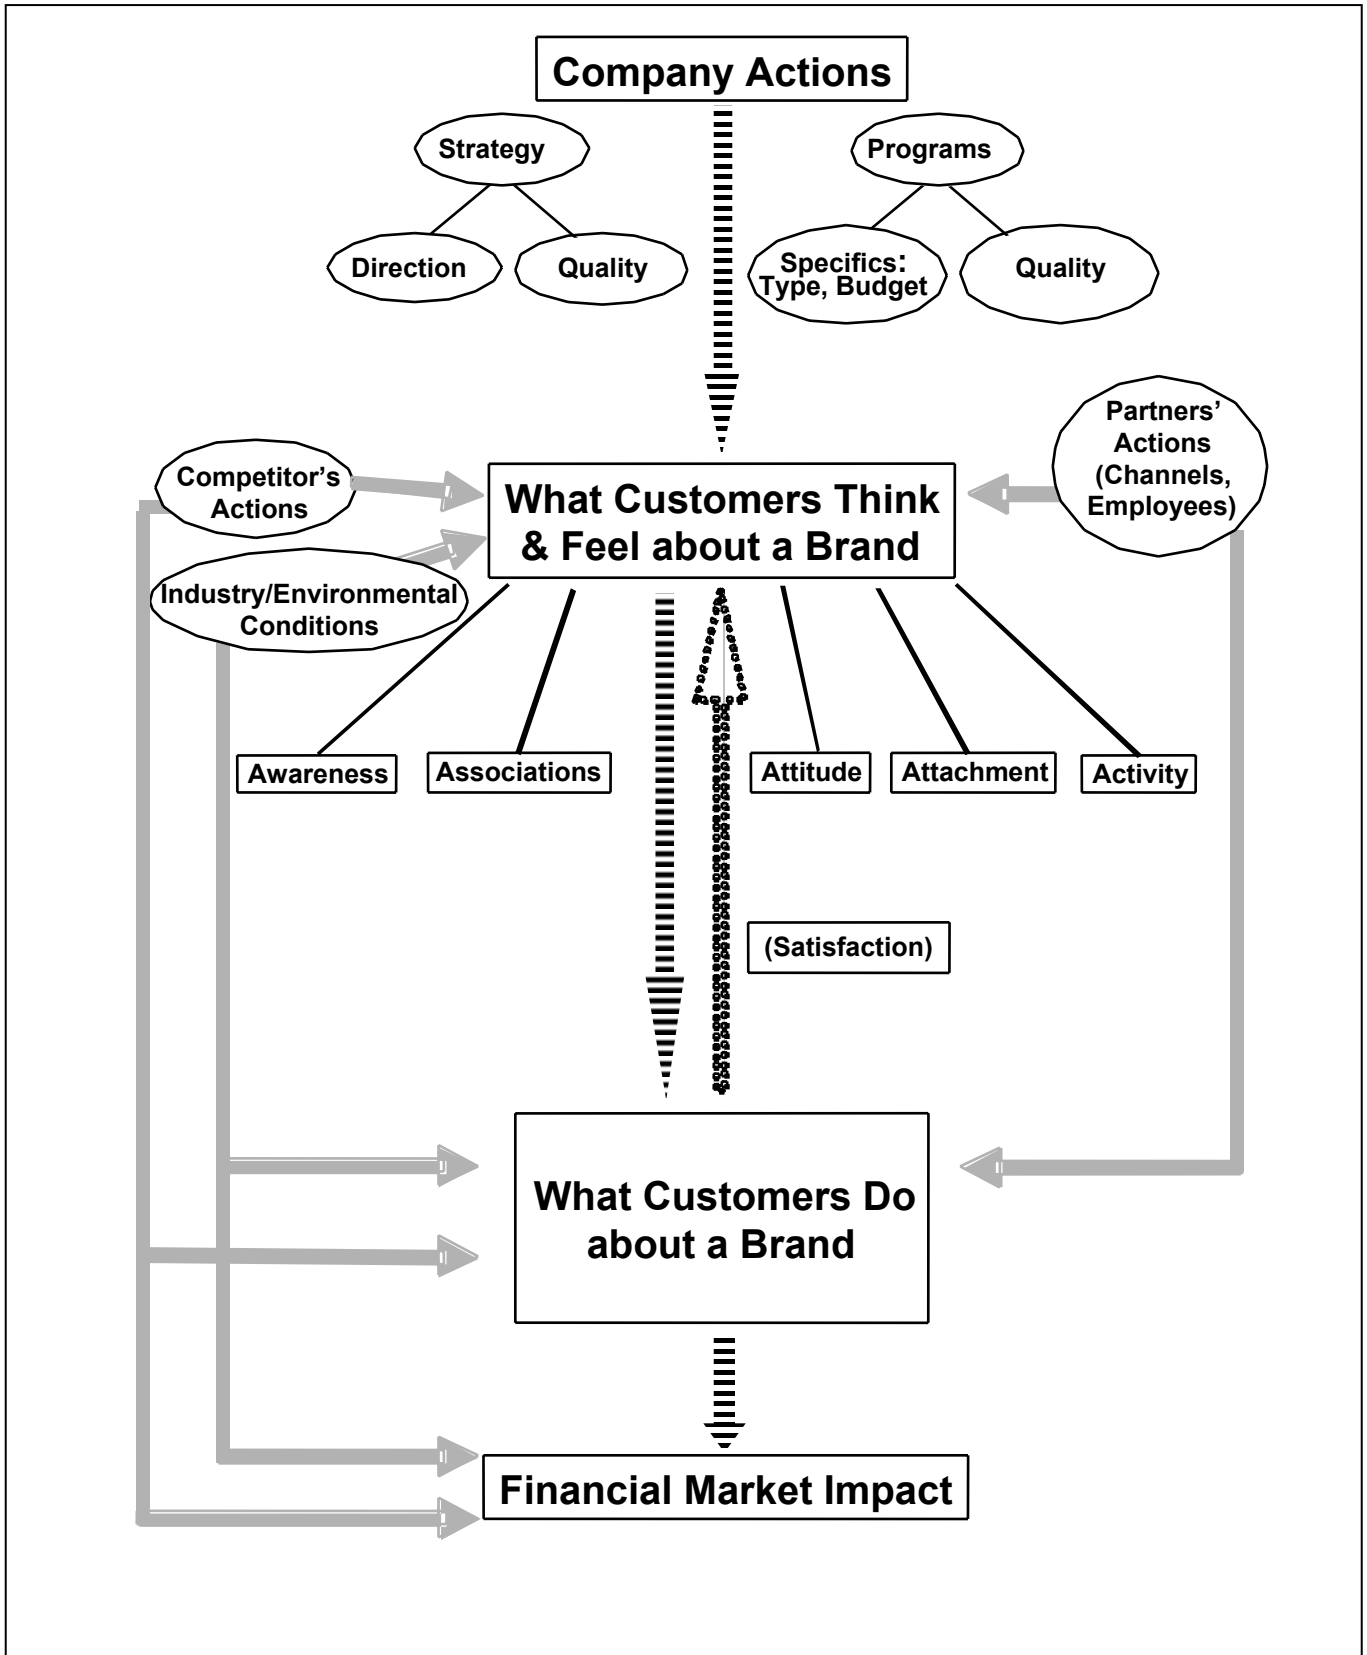 Company Actions
Strategy
Programs
Direction
Quality
Specifics:
Type, Budget
Quality
Partners’
Actions
(Channels,
Employees)
Competitor’s
Actions
What Customers Think
& Feel about a Brand
Industry/Environmental
Conditions
Awareness
Associations
Attitude
Attachment
Activity
(Satisfaction)
What Customers Do
about a Brand
Financial Market Impact